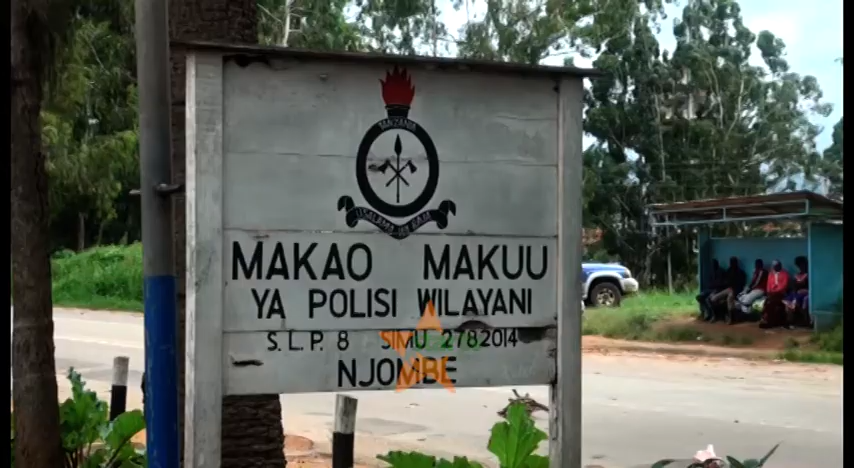 TANZANIA
USALAMA WA RAIA
MAKAO MAKUU
YA POLISI WILAYANI
S.L.P. 8 SIMU 2782014
NJOMBE